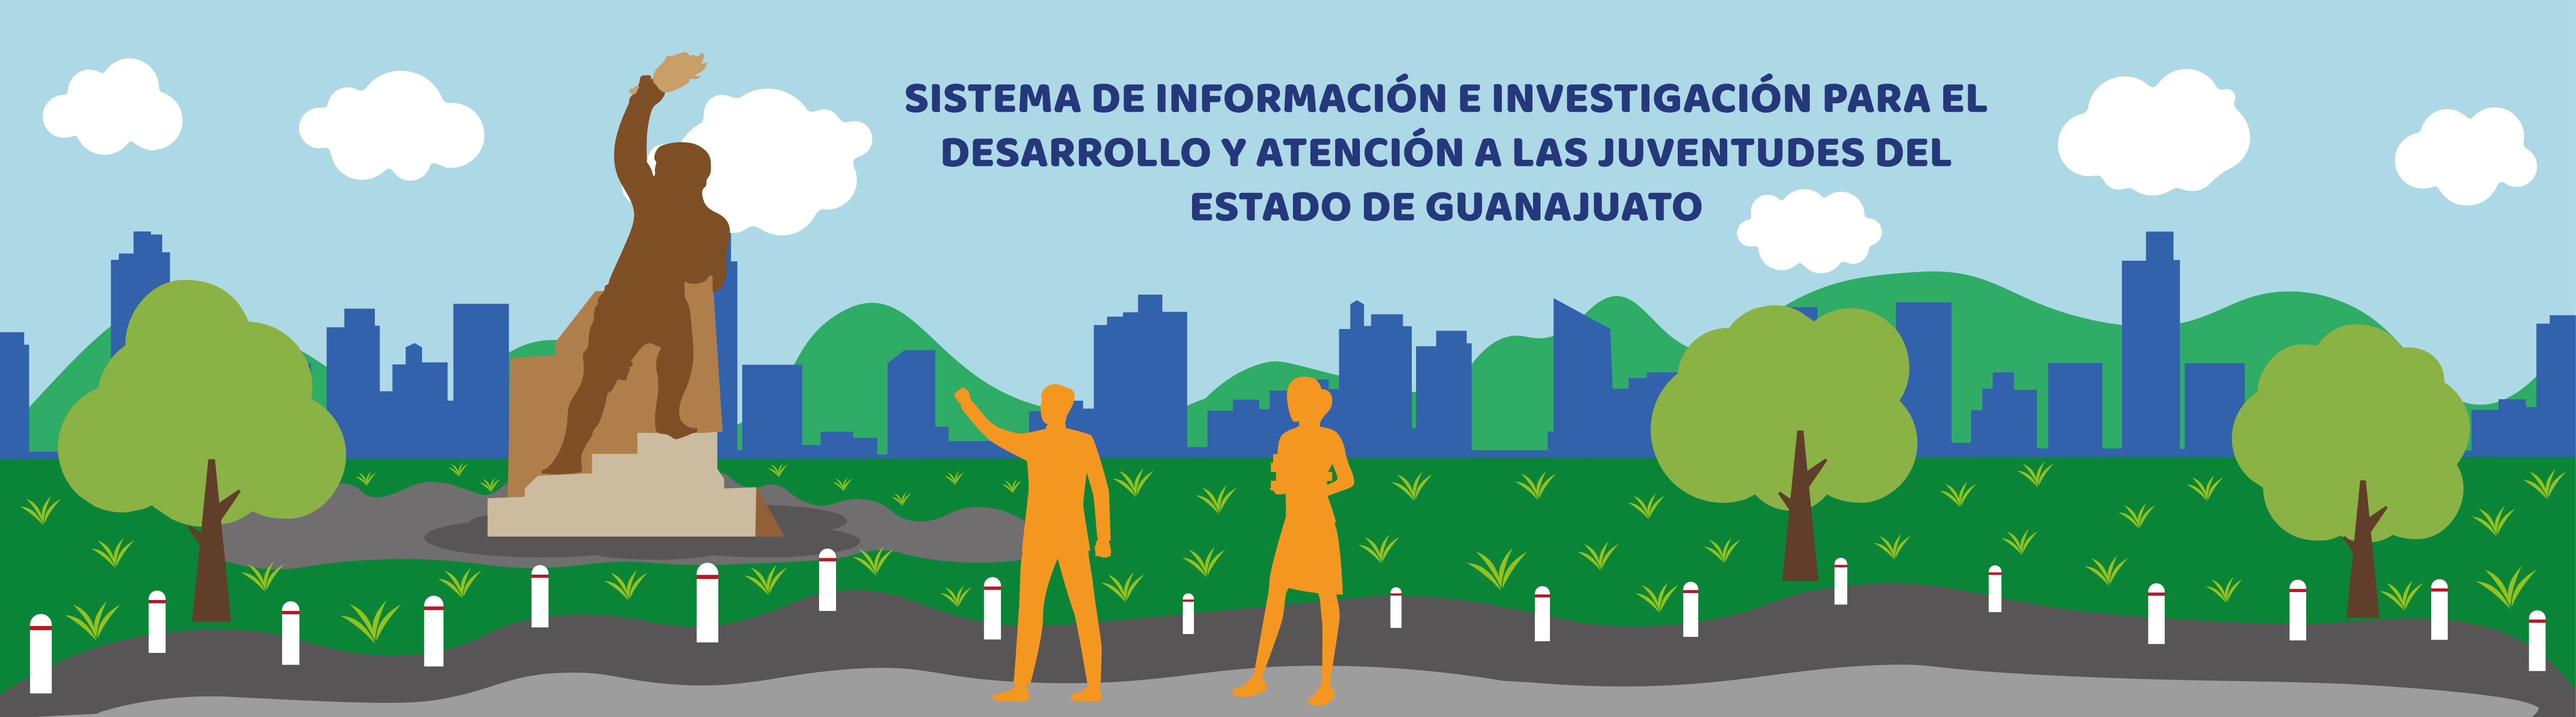 SISTEMA DE INFORMACIÓN E INVESTIGACIÓN PARA EL
DESARROLLO Y ATENCIÓN A LAS JUVENTUDES DEL
ESTADO DE GUANAJUATO